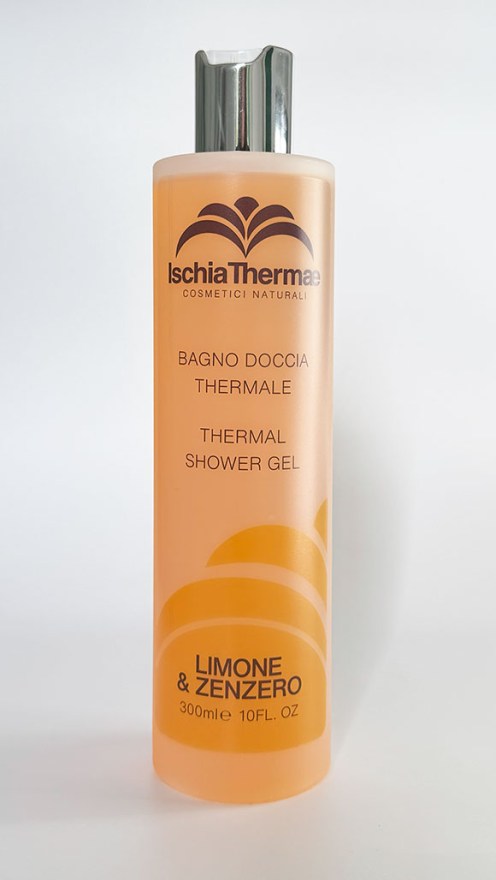 IschiaThermae
COSMETICI NATURALI
BAGNO DOCCIA
THERMALE
THERMAL
SHOWER GEL
LIMONE
& ZENZERO
300ml℮ 10FL. OZ